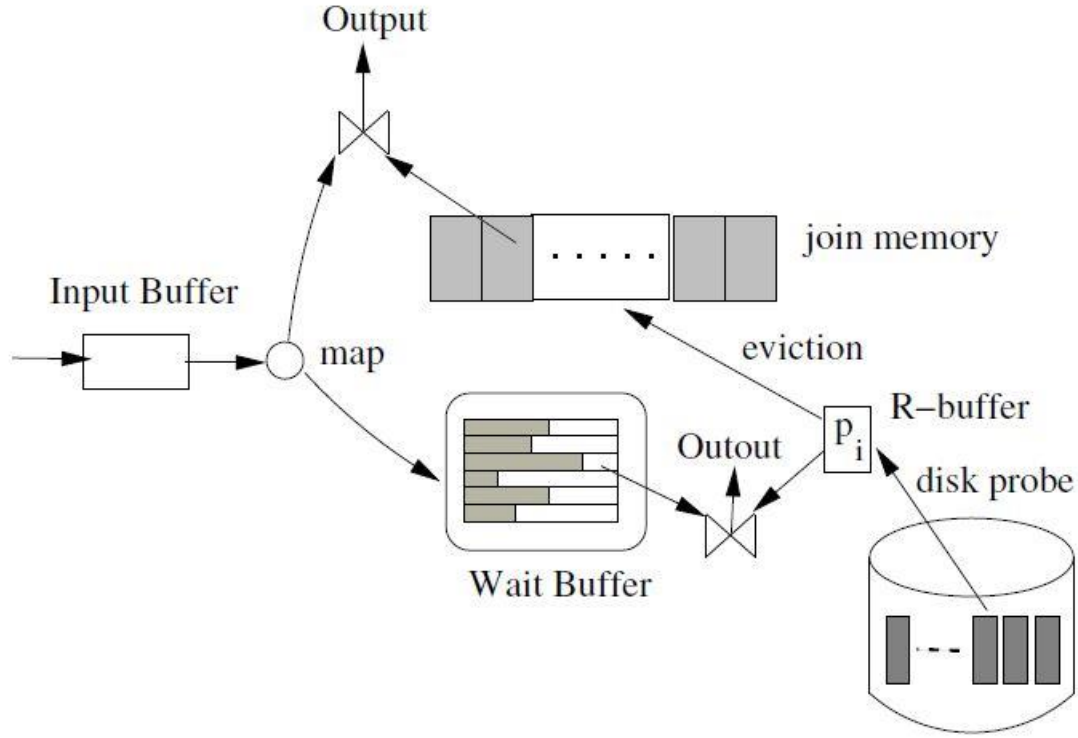 Output
join memory
Input Buffer
map
eviction
R-buffer
p i
Outout
disk probe
Wait Buffer